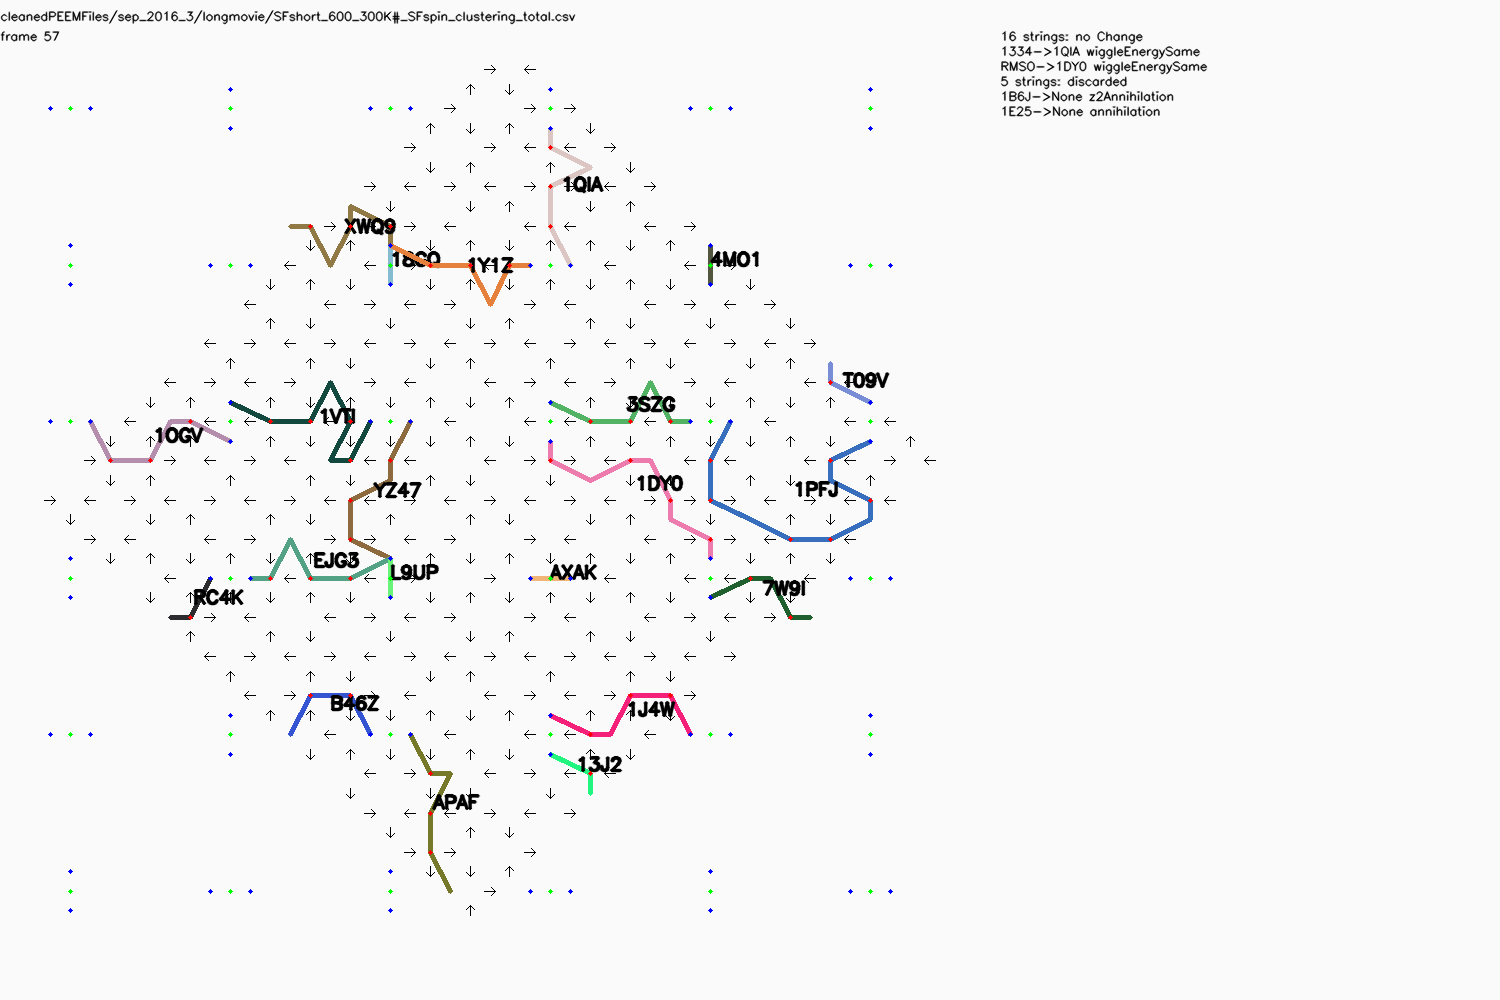 cleanedPEEMFiles/sep_2016_3/longmovie/SFshort_600_300K#_SFspin_clustering_total.csv
frame 57
16 strings: no Change
1334->1QIA wiggleEnergySame
RMSO->1DY0 wiggleEnergySame
5 strings: discarded
1B6J->None z2Annihilation
1E25->None annihilation
1QIA
XWQ9
1Y1Z
4MO1
T09V
3SZG
1VTI
1OGV
1DY0
1PFJ
YZ47
EJG3
L9UP
AXAK
7W9I
RC4K
B46Z
1J4W
13J2
APAF